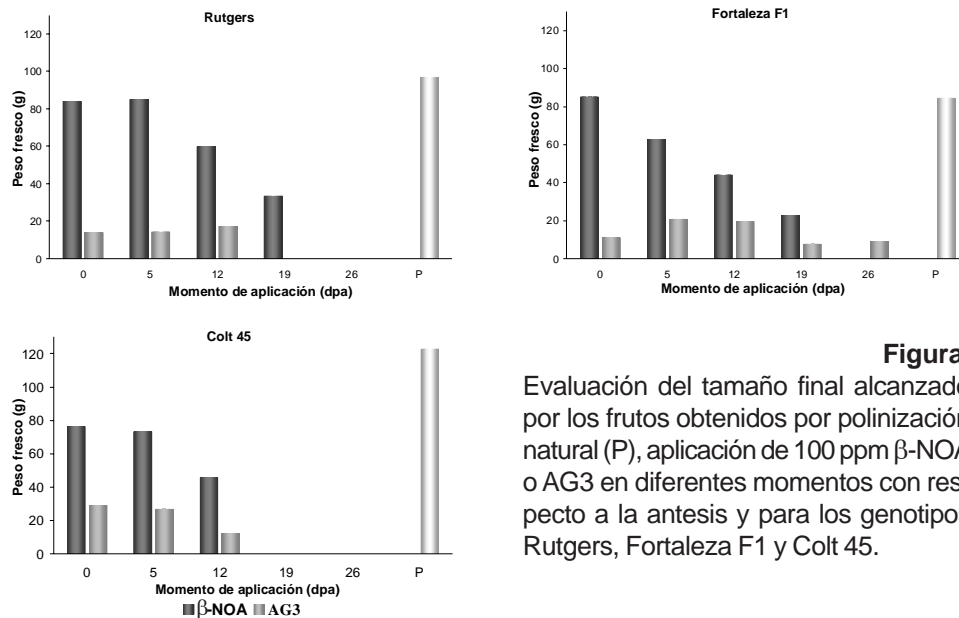 Rutgers
120
100
80
60
40
20
0
Peso fresco (g)
0 5 12 19 26 P
Momento de aplicación (dpa)
Fortaleza F1
120
100
80
60
40
20
0
Peso fresco (g)
0 5 12 19 26 P
Momento de aplicación (dpa)
Colt 45
120
100
80
60
40
20
0
Peso fresco (g)
0 5 12 19 26 P
Momento de aplicación (dpa)
β-NOA AG3
Figura
Evaluación del tamaño final alcanzado
por los frutos obtenidos por polinización
natural (P), aplicación de 100 ppm β-NOA
o AG3 en diferentes momentos con res
pecto a la antesis y para los genotipo
Rutgers, Fortaleza F1 y Colt 45.